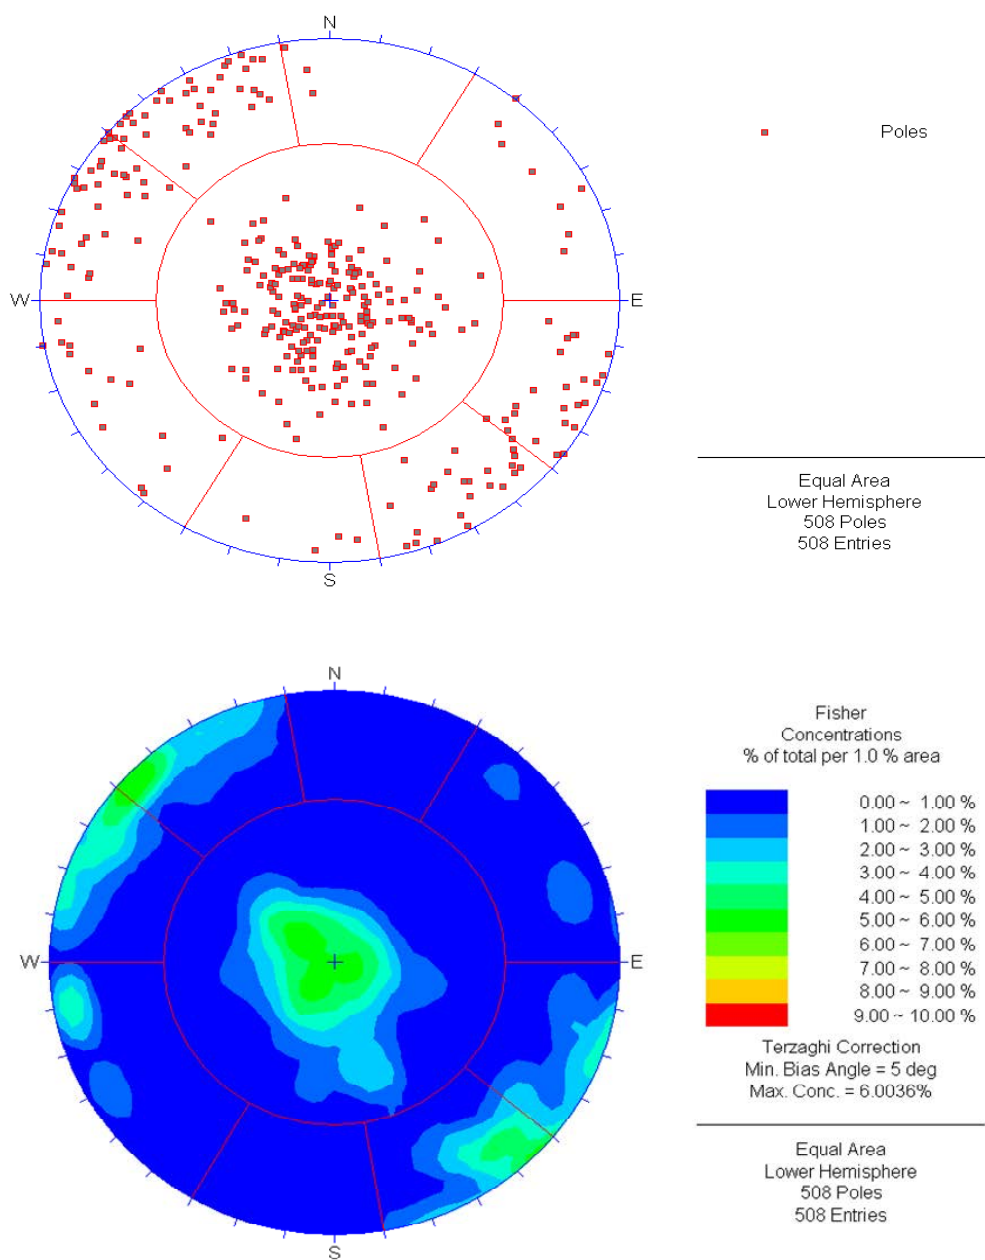 N
W
E
S
Poles
Equal Area
Lower Hemisphere
508 Poles
508 Entries
N
W
E
S
Fisher
Concentrations
% of total per 1.0 % area
0.00 ~ 1.00 %
1.00 ~ 2.00 %
2.00 ~ 3.00 %
3.00 ~ 4.00 %
4.00 ~ 5.00 %
5.00 ~ 6.00 %
6.00 ~ 7.00 %
7.00 ~ 8.00 %
8.00 ~ 9.00 %
9.00 ~ 10.00 %
Terzaghi Correction
Min. Bias Angle = 5 deg
Max. Conc. = 6.0036%
Equal Area
Lower Hemisphere
508 Poles
508 Entries